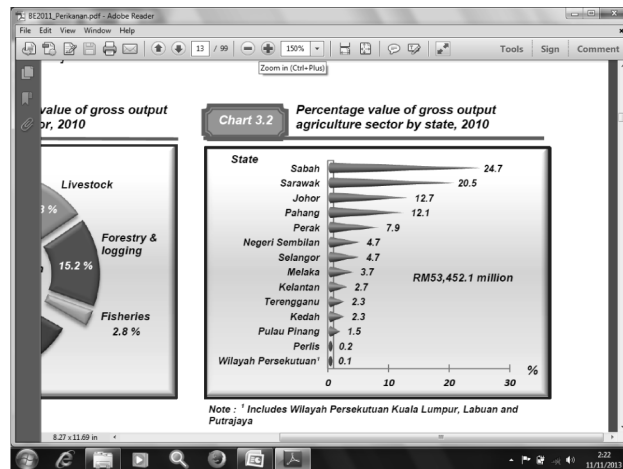 BE2011_Perikanan.pdf - Adobe Reader
File Edit View Window Help
13 / 99 150% Tools Sign Comment
Zoom in (Ctrl+Plus)
value of gross output
or, 2010
Chart 3.2
Percentage value of gross output
agriculture sector by state, 2010
Livestock
3 %
Forestry &
logging
15.2 %
Fisheries
2.8 %
State
Sabah 24.7
Sarawak 20.5
Johor 12.7
Pahang 12.1
Perak 7.9
Negeri Sembilan 4.7
Selangor 4.7
Melaka 3.7
RM53,452.1 million
Kelantan 2.7
Terengganu 2.3
Kedah 2.3
Pulau Pinang 1.5
Perlis 0.2
Wilayah Persekutuan¹ 0.1
%
0 10 20 30
Note : ¹ Includes Wilayah Persekutuan Kuala Lumpur, Labuan and
Putrajaya
8.27 x 11.69 in
2:22
11/11/2013